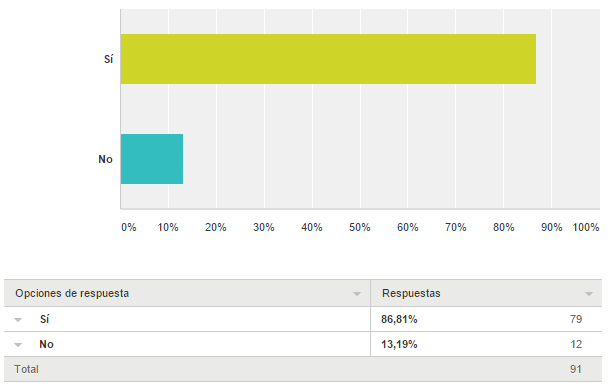 Sí
No
0% 10% 20% 30% 40% 50% 60% 70% 80% 90% 100%
Opciones de respuesta Respuestas
Sí 86,81% 79
No 13,19% 12
Total 91